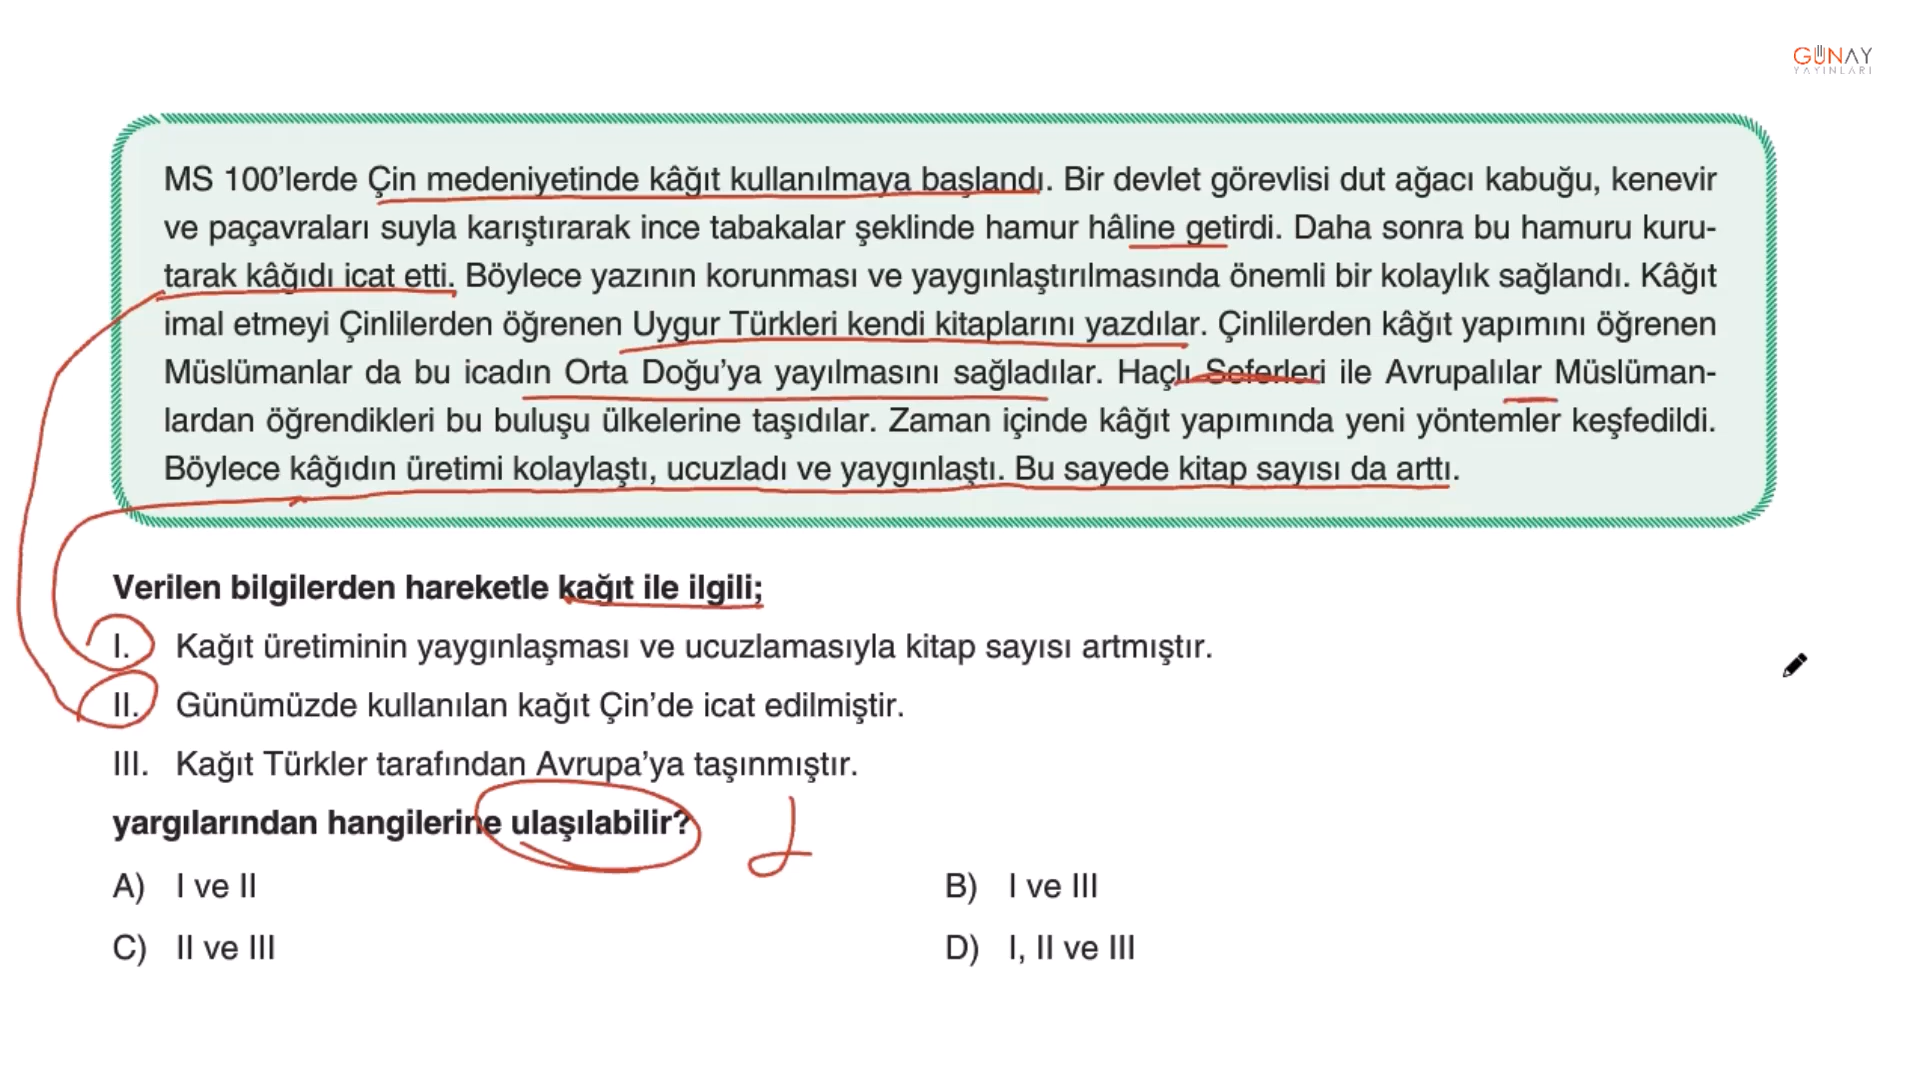 GÜNAY
YAYINLARI
MS 100’lerde Çin medeniyetinde kâğıt kullanılmaya başlandı. Bir devlet görevlisi dut ağacı kabuğu, kenevir
ve paçavraları suyla karıştırarak ince tabakalar şeklinde hamur hâline getirdi. Daha sonra bu hamuru kuru-
tarak kâğıdı icat etti. Böylece yazının korunması ve yaygınlaştırılmasında önemli bir kolaylık sağlandı. Kâğıt
imal etmeyi Çinlilerden öğrenen Uygur Türkleri kendi kitaplarını yazdılar. Çinlilerden kâğıt yapımını öğrenen
Müslümanlar da bu icadın Orta Doğu’ya yayılmasını sağladılar. Haçlı Seferleri ile Avrupalılar Müslüman-
lardan öğrendikleri bu buluşu ülkelerine taşıdılar. Zaman içinde kâğıt yapımında yeni yöntemler keşfedildi.
Böylece kâğıdın üretimi kolaylaştı, ucuzladı ve yaygınlaştı. Bu sayede kitap sayısı da arttı.
Verilen bilgilerden hareketle kağıt ile ilgili;
I. Kağıt üretiminin yaygınlaşması ve ucuzlamasıyla kitap sayısı artmıştır.
II. Günümüzde kullanılan kağıt Çin’de icat edilmiştir.
III. Kağıt Türkler tarafından Avrupa’ya taşınmıştır.
yargılarından hangilerine ulaşılabilir?
A) I ve II
B) I ve III
C) II ve III
D) I, II ve III